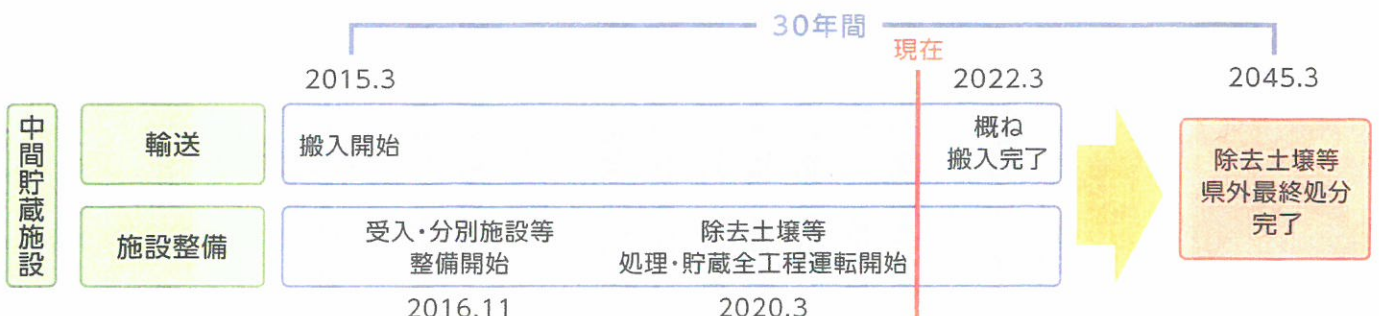 30年間
現在
2015.3
2022.3
2045.3
中間貯蔵施設
輸送
搬入開始
概ね
搬入完了
除去土壌等
県外最終処分
完了
施設整備
受入・分別施設等
整備開始
除去土壌等
処理・貯蔵全工程運転開始
2016.11
2020.3